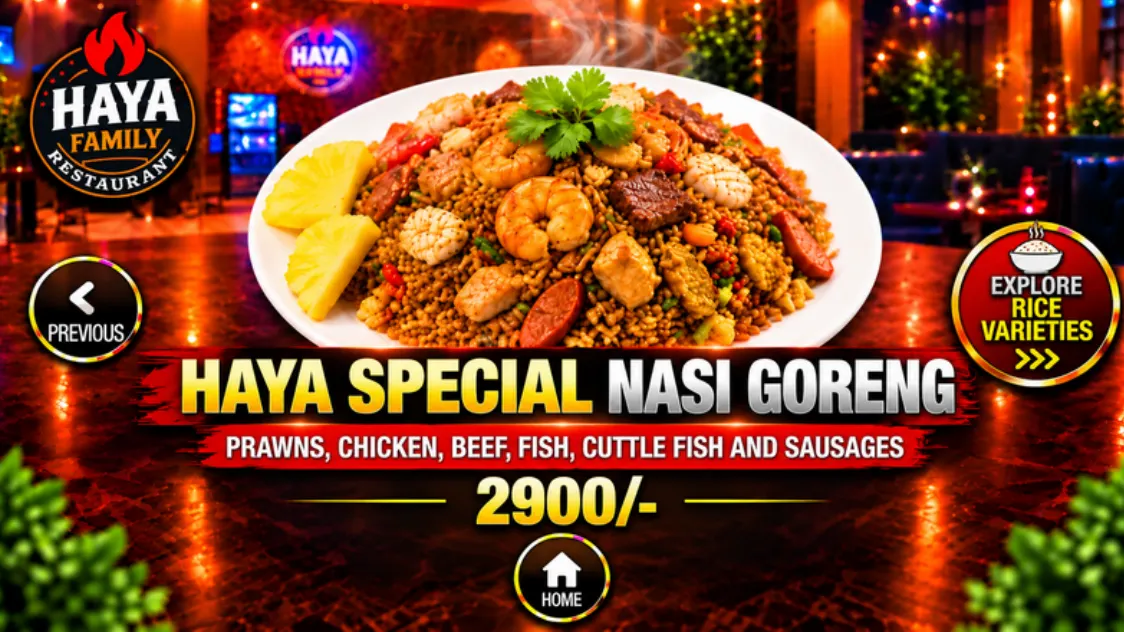 HAYA
FAMILY
RESTAURANT
HAYA
FAMILY
PREVIOUS
EXPLORE
RICE
VARIETIES
>>>
HAYA SPECIAL NASI GORENG
PRAWNS, CHICKEN, BEEF, FISH, CUTTLE FISH AND SAUSAGES
2900/-
HOME